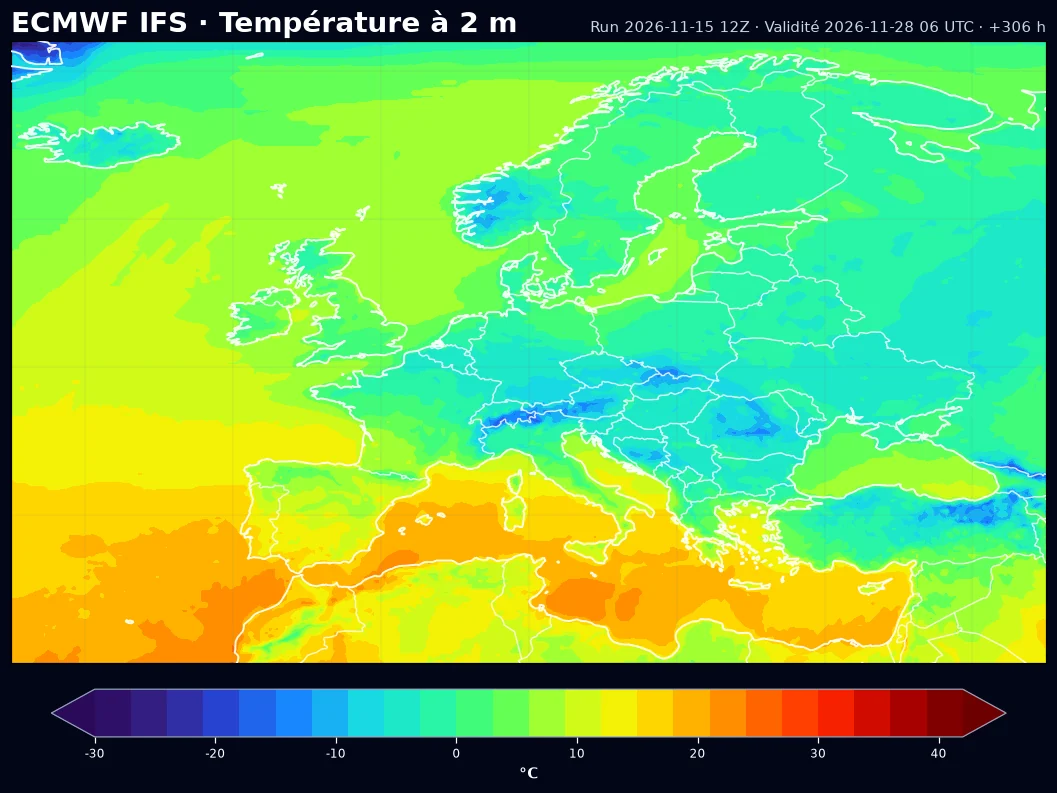 ECMWF IFS · Température à 2 m
Run 2026-11-15 12Z · Validité 2026-11-28 06 UTC · +306 h
-30 -20 -10 0 10 20 30 40
°C